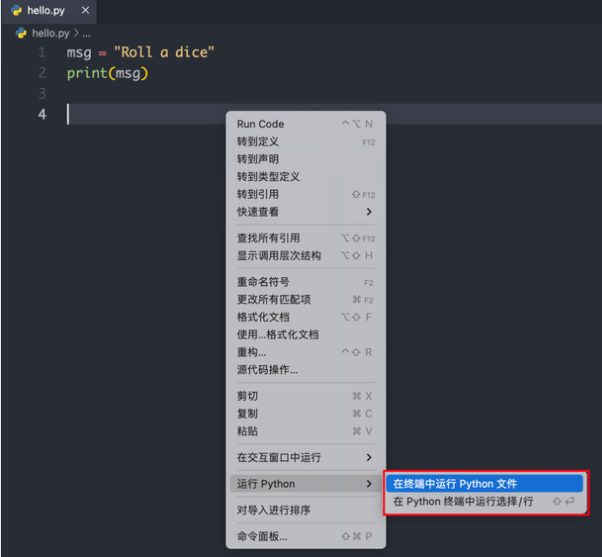 hello.py ×
hello.py > ...
1 msg = "Roll a dice"
2 print(msg)
3
4
Run Code ^⌥ N
转到定义 F12
转到声明
转到类型定义
转到引用 ⇧F12
快速查看 >
查找所有引用 ⌥⇧F12
显示调用层次结构 ⌥⇧ H
重命名符号 F2
更改所有匹配项 ⌘ F2
格式化文档 ⌥⇧ F
使用...格式化文档
重构... ^⇧ R
源代码操作...
剪切 ⌘ X
复制 ⌘ C
粘贴 ⌘ V
在交互窗口中运行 >
运行 Python >
在终端中运行 Python 文件
在 Python 终端中运行选择/行 ⇧⏎
对导入进行排序
命令面板... ⇧⌘ P